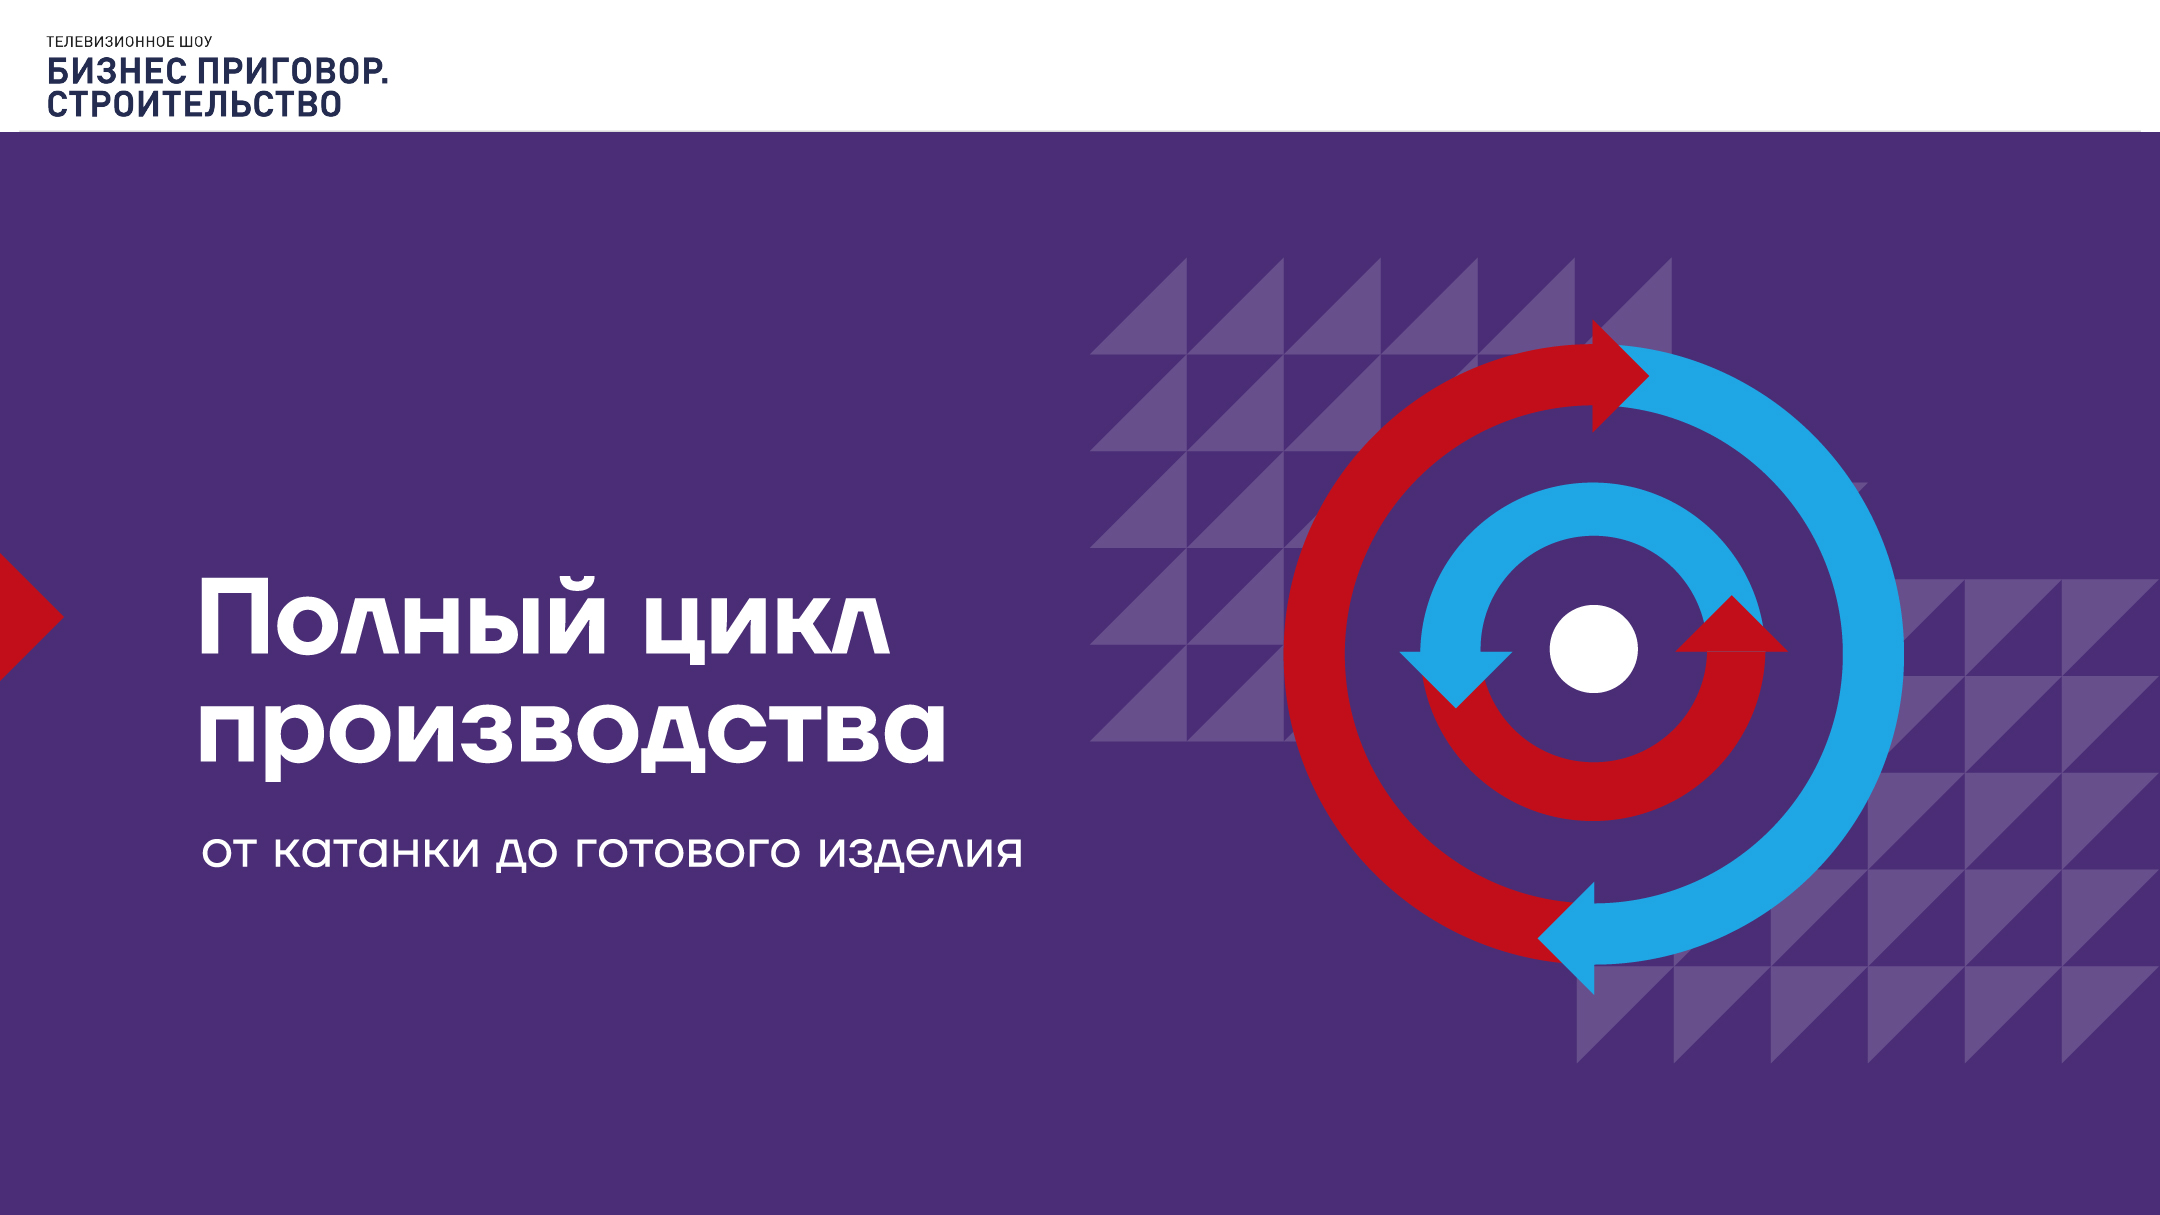 ТЕЛЕВИЗИОННОЕ ШОУ
БИЗНЕС ПРИГОВОР.
СТРОИТЕЛЬСТВО
Полный цикл
производства
от катанки до готового изделия